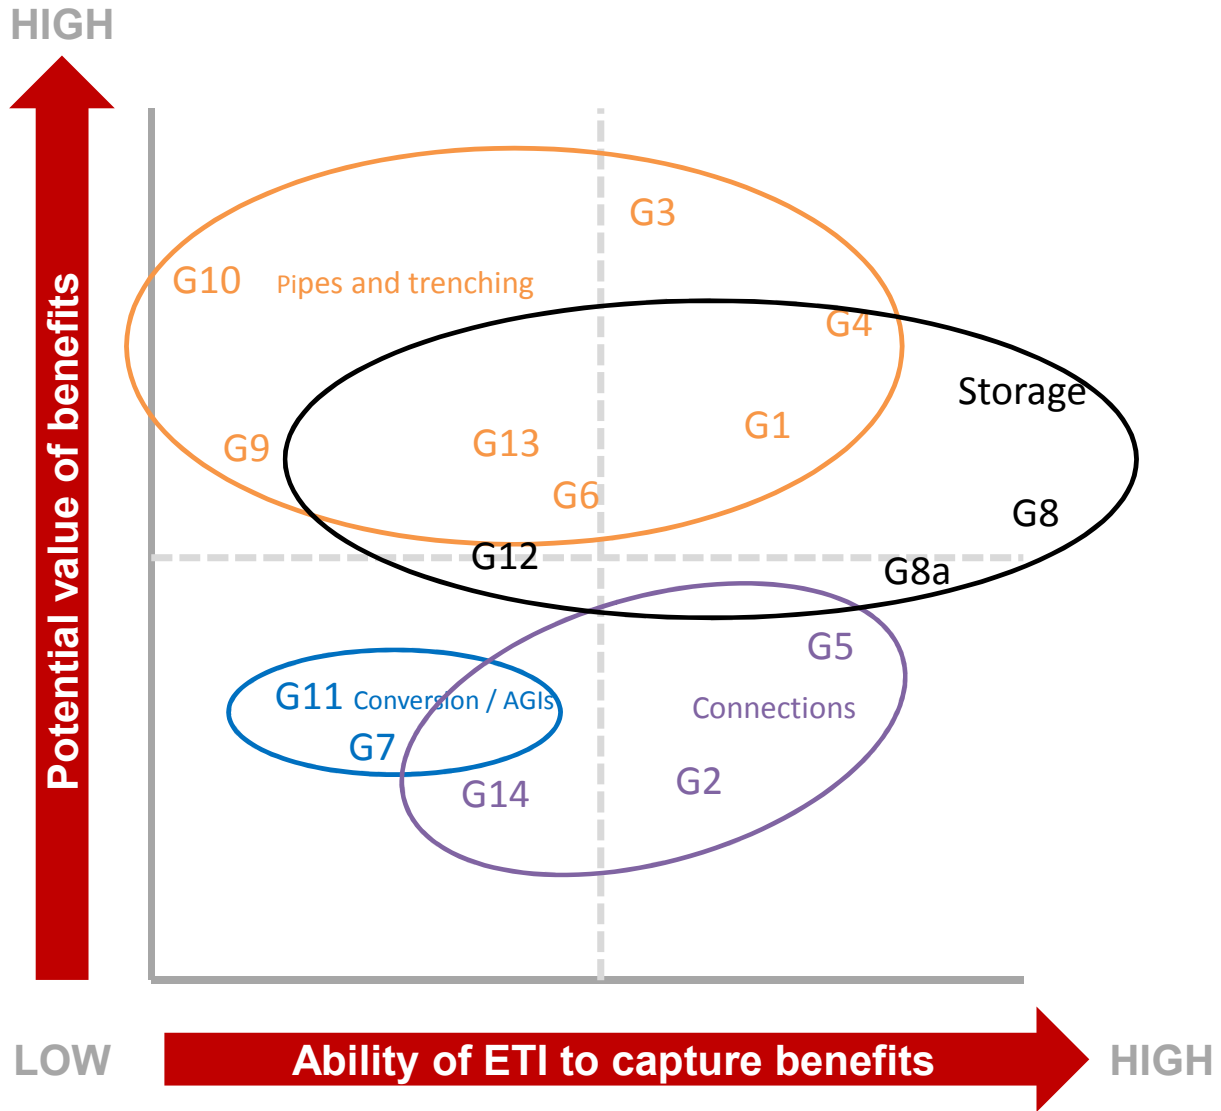 HIGH
Potential value of benefits
G3
G10
Pipes and trenching
G4
Storage
G1
G13
G9
G6
G8
G12
G8a
G5
G11 Conversion / AGIs
Connections
G7
G2
G14
LOW
Ability of ETI to capture benefits
HIGH